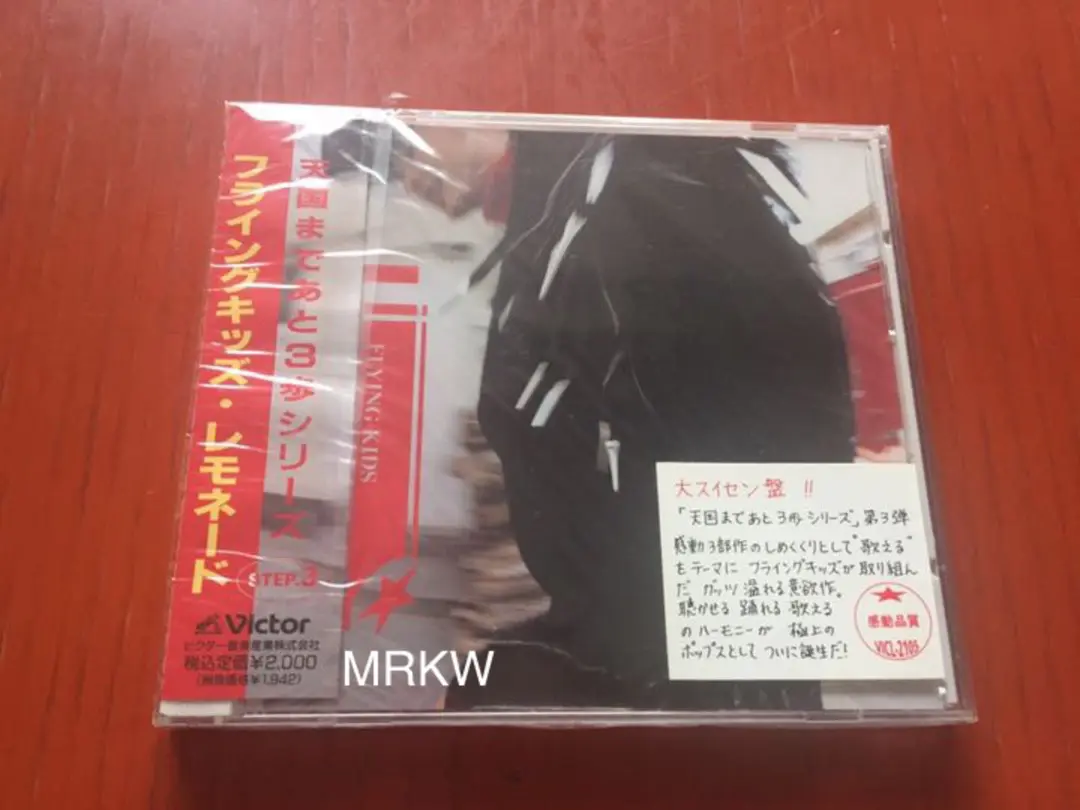 フライングキッズ・レモネード
天国まであと3歩シリーズ
STEP.3
Victor
ビクター音楽産業株式会社
税込定価¥2,000
(税抜価格¥1,942)
FLYING KIDS
大スイセン盤 !!
「天国まであと3歩シリーズ」第3弾
感動3部作のしめくくりとして"歌える"
をテーマに フライングキッズが取り組ん
だ ガッツ溢れる意欲作。
聴かせる 踊れる 歌える
のハーモニーが 極上の
ポップスとして ついに誕生だ!
感動品質
VICL-2105
MRKW